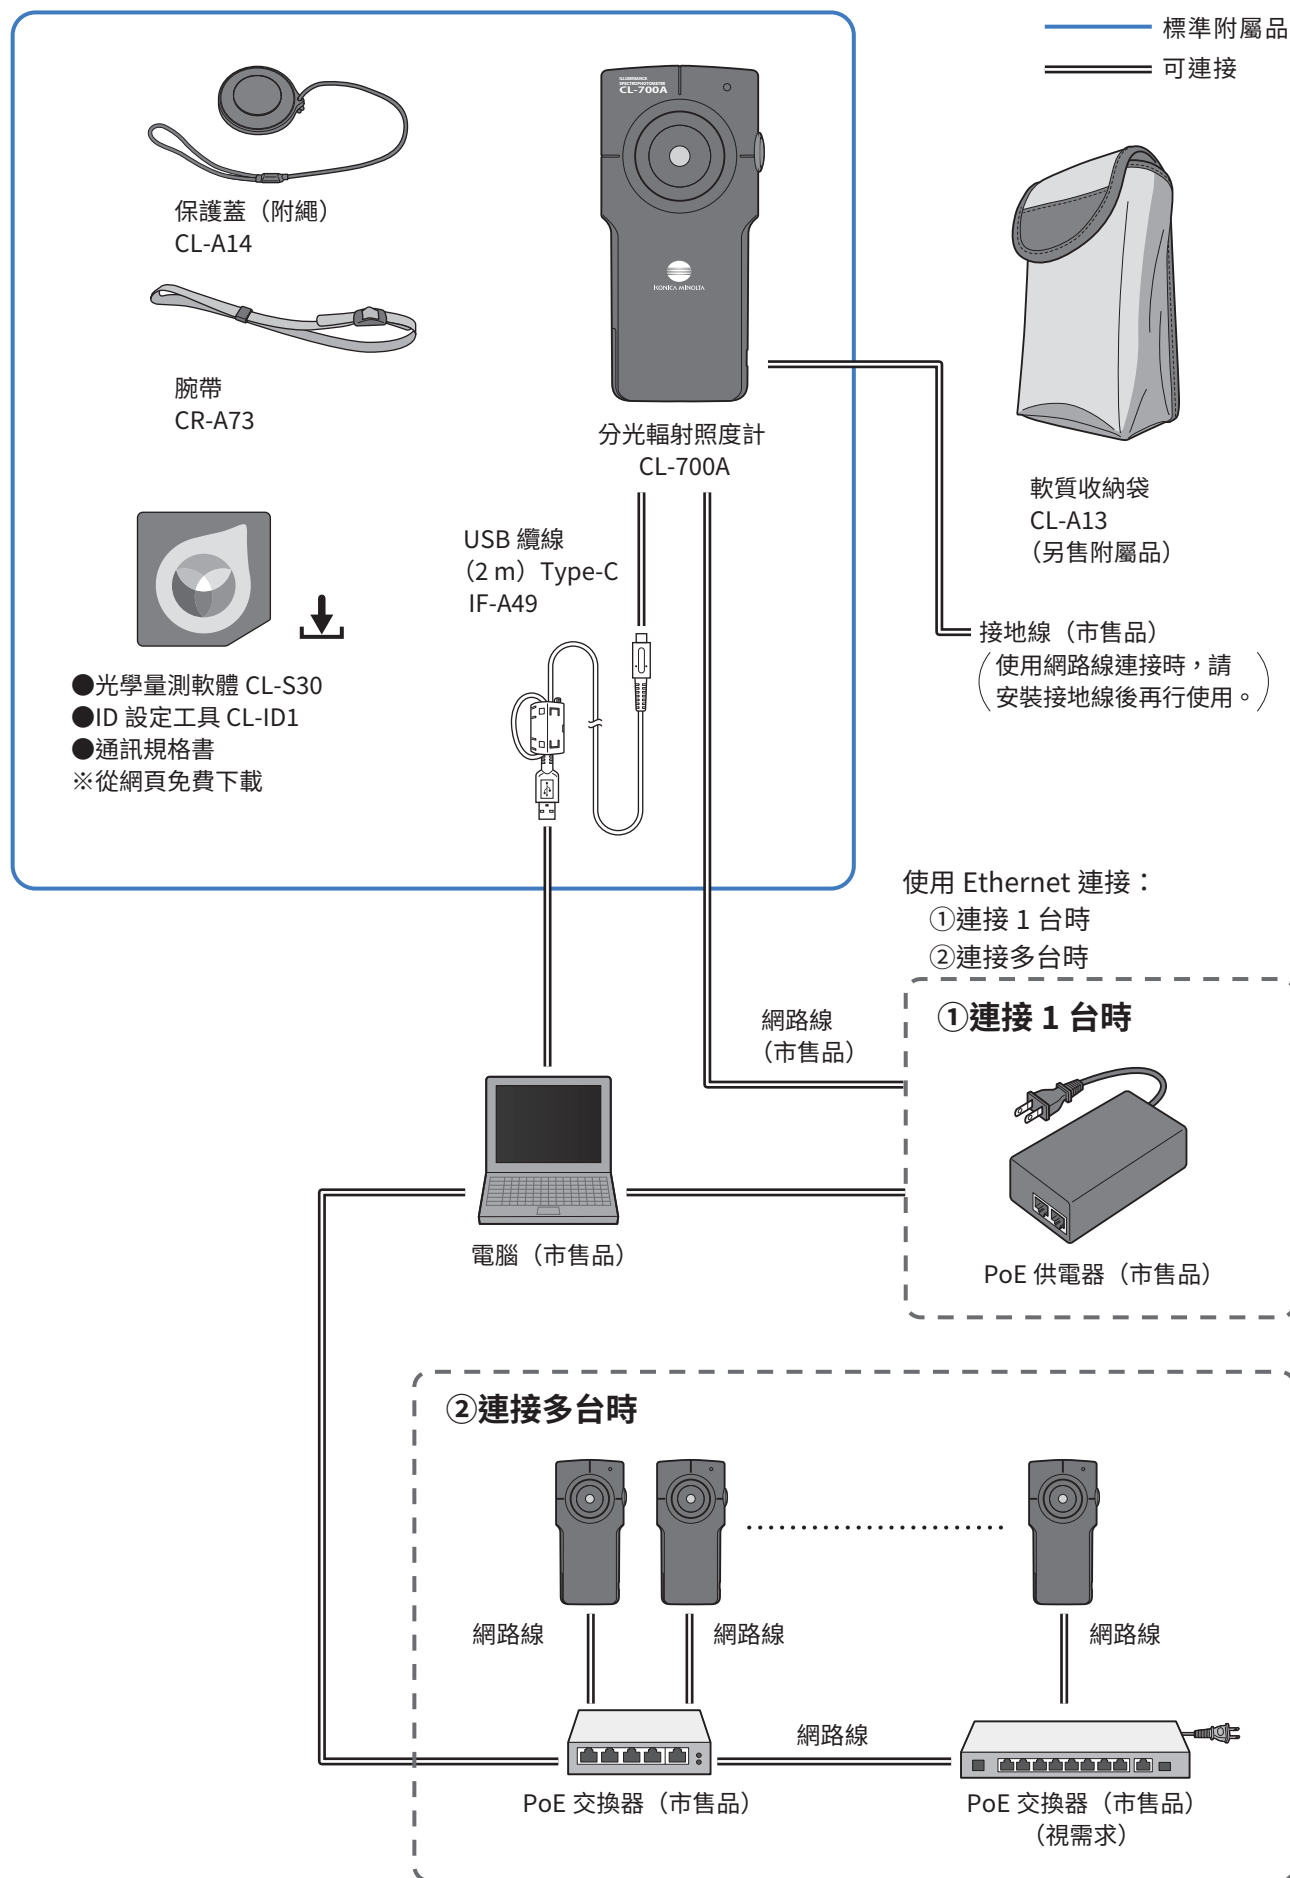 標準附屬品
可連接
ILLUMINANCE
SPECTROPHOTOMETER
CL-700A
KONICA MINOLTA
保護蓋（附繩）
CL-A14
腕帶
CR-A73
分光輻射照度計
CL-700A
軟質收納袋
CL-A13
（另售附屬品）
USB 纜線
（2 m）Type-C
IF-A49
接地線（市售品）
（使用網路線連接時，請
安裝接地線後再行使用。）
●光學量測軟體 CL-S30
●ID 設定工具 CL-ID1
●通訊規格書
※從網頁免費下載
使用 Ethernet 連接：
①連接 1 台時
②連接多台時
①連接 1 台時
網路線
（市售品）
電腦（市售品）
PoE 供電器（市售品）
②連接多台時
網路線
網路線
網路線
網路線
PoE 交換器（市售品）
PoE 交換器（市售品）
（視需求）